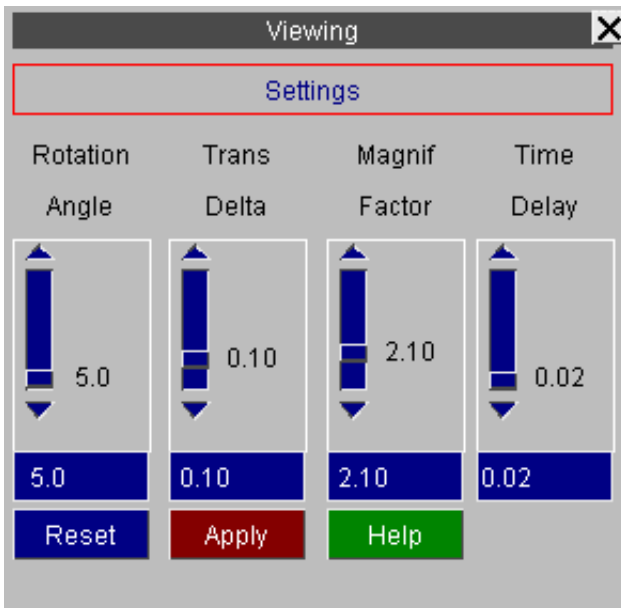 Viewing
Settings
Rotation Trans Magnif Time
Angle Delta Factor Delay
5.0 0.10 2.10 0.02
5.0 0.10 2.10 0.02
Reset Apply Help